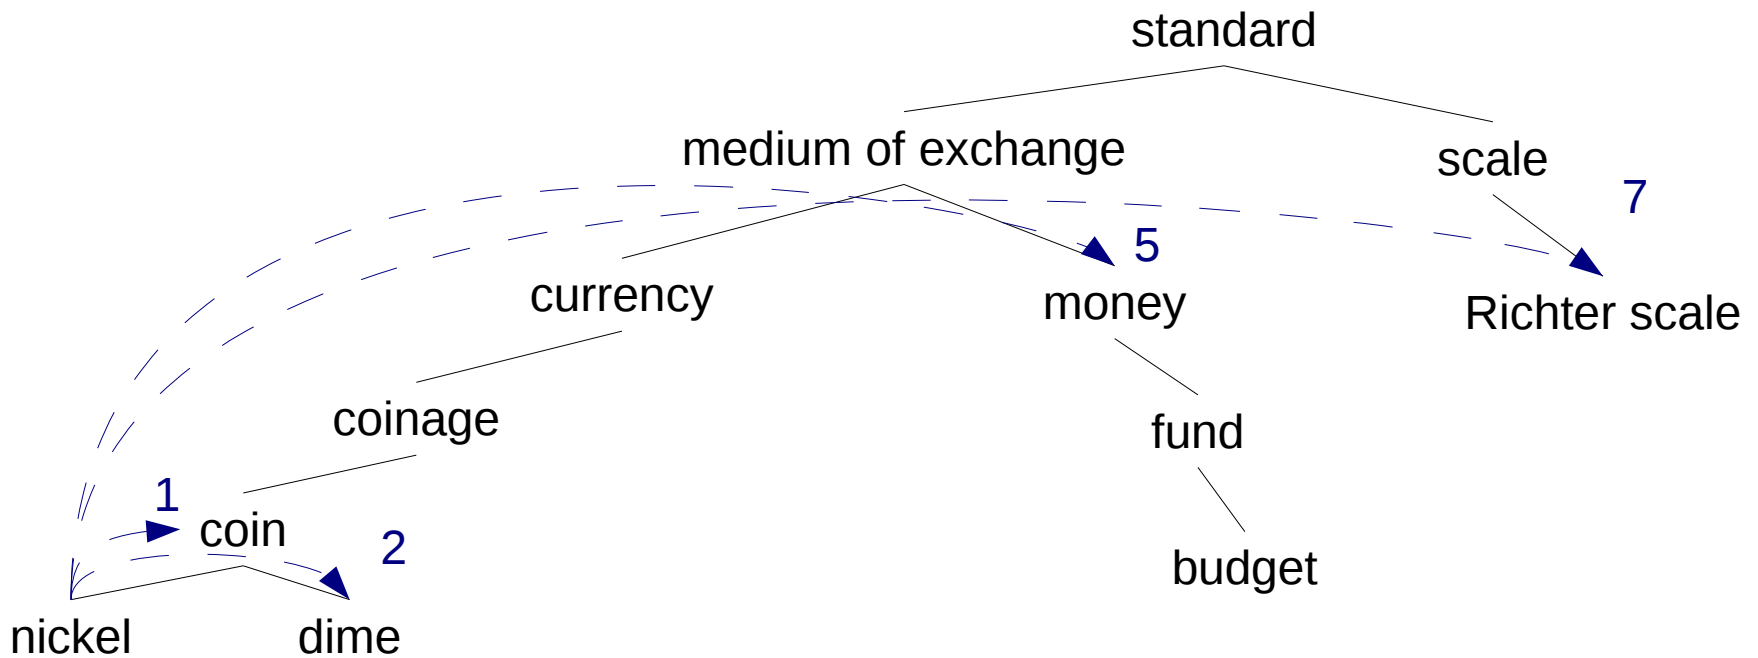 standard
medium of exchange
scale
7
5
currency
money
Richter scale
coinage
fund
1
coin
2
budget
nickel
dime